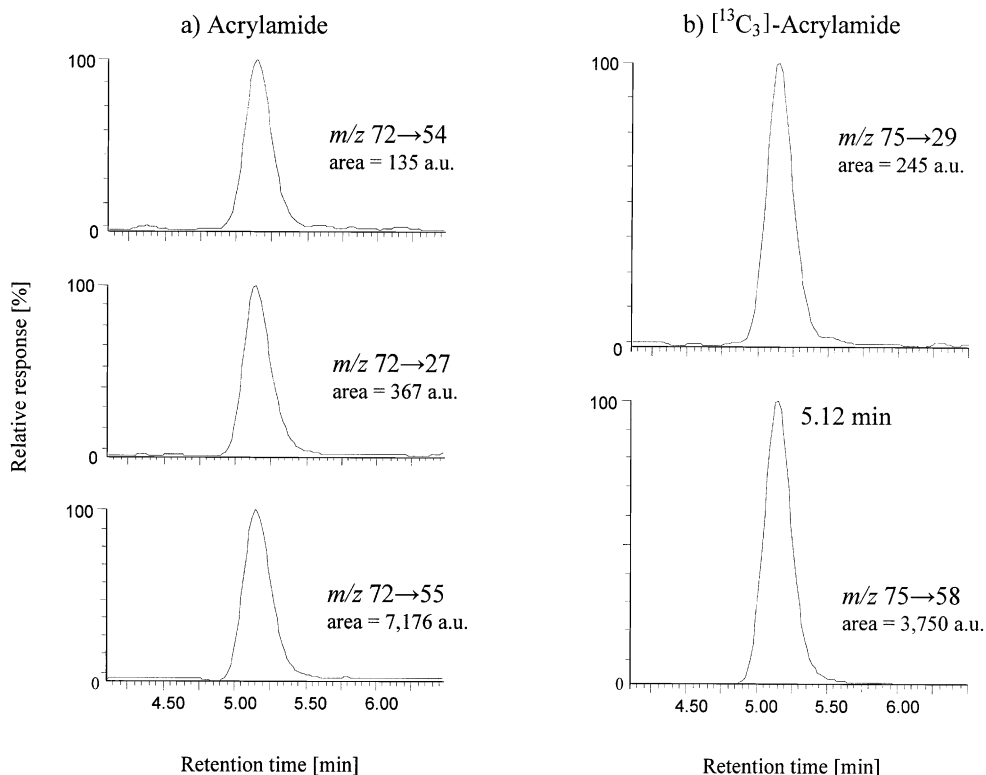 a) Acrylamide
100
m/z 72→54
area = 135 a.u.
0
100
m/z 72→27
area = 367 a.u.
0
100
m/z 72→55
area = 7,176 a.u.
0
4.50 5.00 5.50 6.00
Retention time [min]
Relative response [%]
b) [¹³C₃]-Acrylamide
100
m/z 75→29
area = 245 a.u.
0
100
5.12 min
m/z 75→58
area = 3,750 a.u.
0
4.50 5.00 5.50 6.00
Retention time [min]